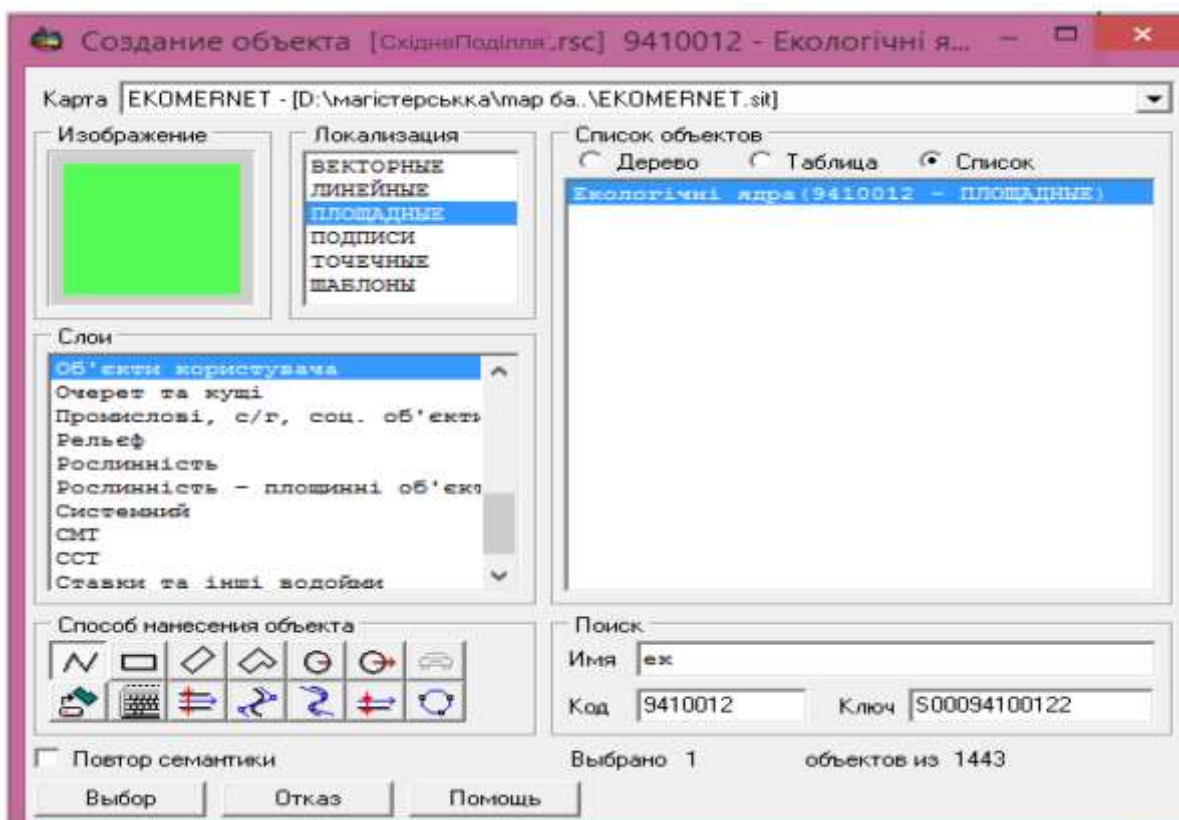 Создание объекта [СхіднеПоділля.rsc] 9410012 - Екологічні я...
Карта EKOMERNET - [D:\магістерськка\map ба..\EKOMERNET.sit]
Изображение
Локализация
ВЕКТОРНЫЕ
ЛИНЕЙНЫЕ
ПЛОЩАДНЫЕ
ПОДПИСИ
ТОЧЕЧНЫЕ
ШАБЛОНЫ
Список объектов
Дерево Таблица Список
Екологічні ядра(9410012 - ПЛОЩАДНЫЕ)
Слои
Об'єкти користувача
Очерет та кущі
Промислові, с/г, соц. об'єкти
Рельєф
Рослинність
Рослинність - площинні об'єкт
Системний
СМТ
ССТ
Ставки та інші водойми
Способ нанесения объекта
Поиск
Имя ек
Код 9410012 Ключ S00094100122
Повтор семантики
Выбрано 1 объектов из 1443
Выбор Отказ Помощь